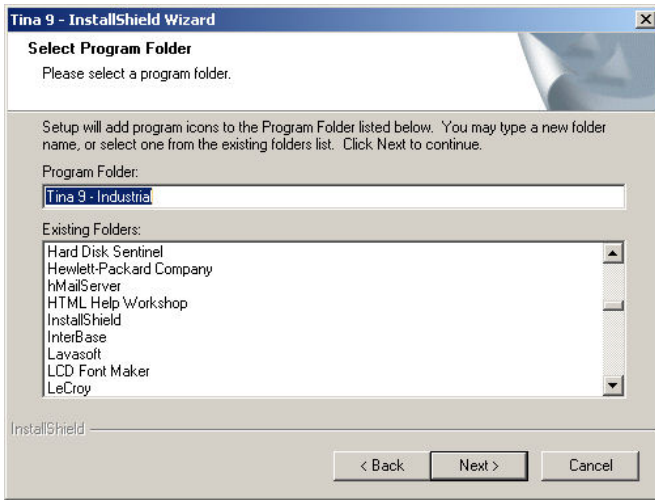 Tina 9 - InstallShield Wizard
Select Program Folder
Please select a program folder.
Setup will add program icons to the Program Folder listed below. You may type a new folder
name, or select one from the existing folders list. Click Next to continue.
Program Folder:
Tina 9 - Industrial
Existing Folders:
Hard Disk Sentinel
Hewlett-Packard Company
hMailServer
HTML Help Workshop
InstallShield
InterBase
Lavasoft
LCD Font Maker
LeCroy
InstallShield
< Back Next > Cancel